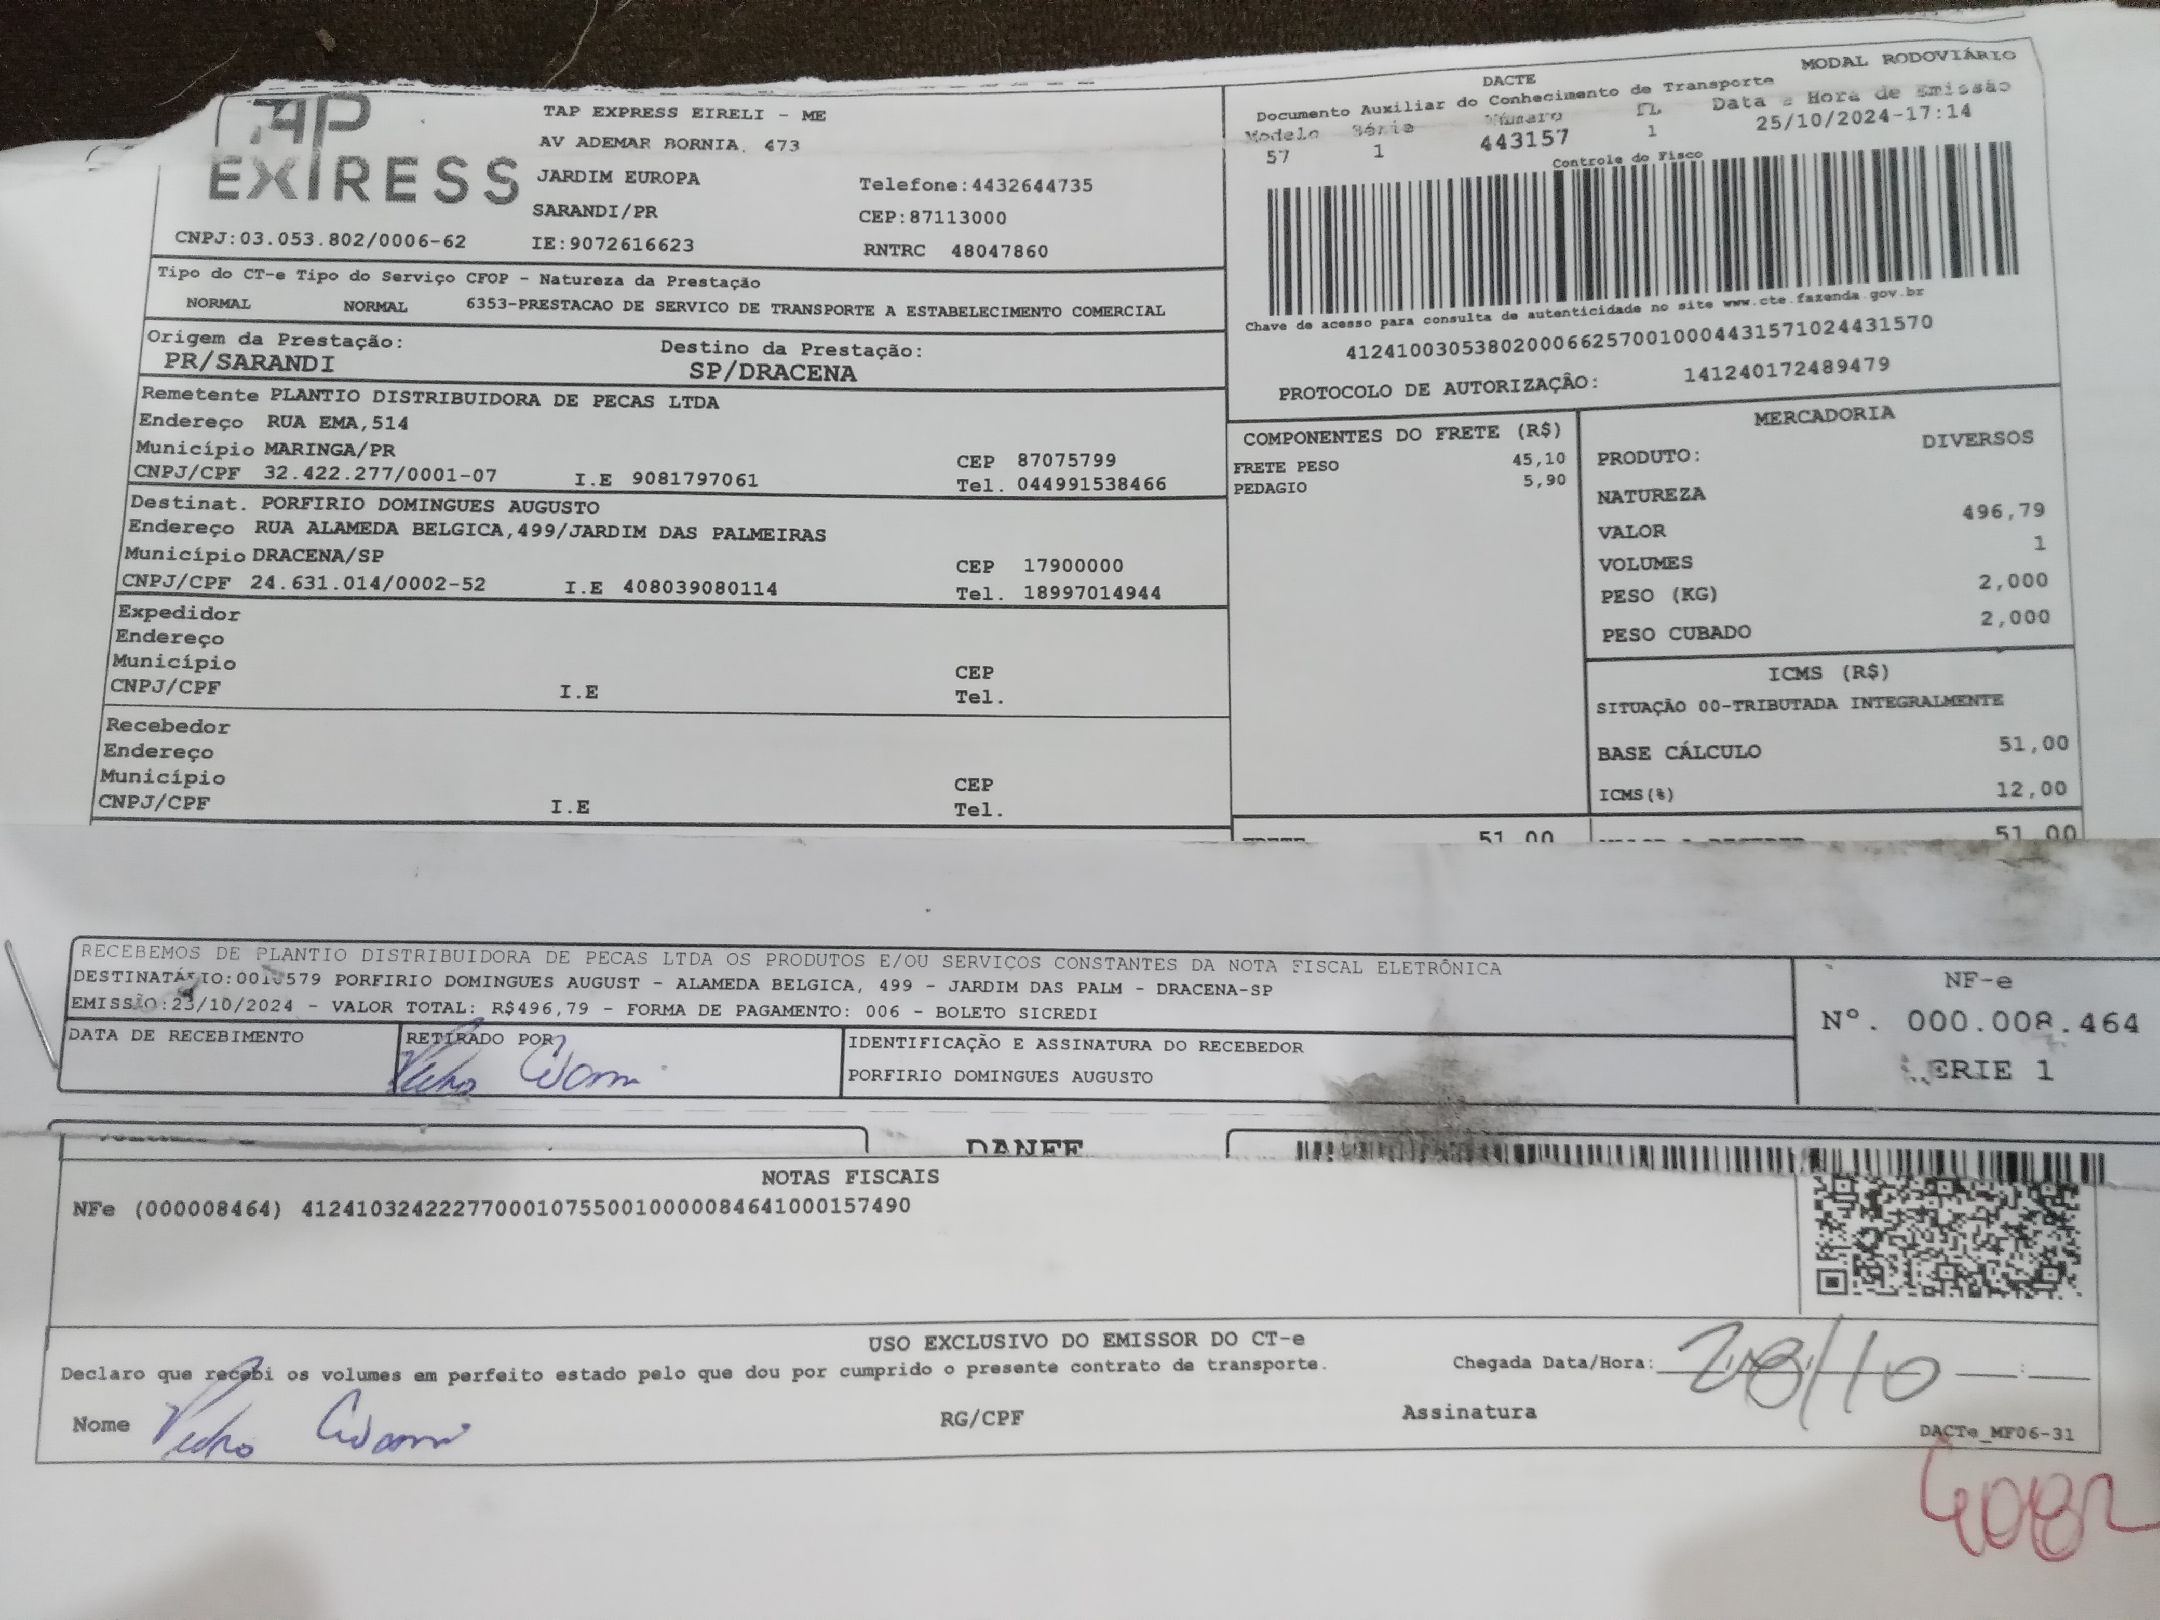 TAP EXPRESS EIRELI - ME
AV ADEMAR BORNIA, 473
JARDIM EUROPA
Telefone:4432644735
SARANDI/PR
CEP:87113000
CNPJ:03.053.802/0006-62
IE:9072616623
RNTRC 48047860
DACTE
MODAL RODOVIÁRIO
Documento Auxiliar do Conhecimento de Transporte
Modelo Série Número FL Data e Hora de Emissão
57 1 443157 1 25/10/2024-17:14
Controle do Fisco
Chave de acesso para consulta de autenticidade no site www.cte.fazenda.gov.br
41241003053802000662570010004431571024431570
PROTOCOLO DE AUTORIZAÇÃO: 141240172489479
Tipo do CT-e Tipo do Serviço CFOP - Natureza da Prestação
NORMAL NORMAL 6353-PRESTACAO DE SERVICO DE TRANSPORTE A ESTABELECIMENTO COMERCIAL
Origem da Prestação: Destino da Prestação:
PR/SARANDI SP/DRACENA
Remetente PLANTIO DISTRIBUIDORA DE PECAS LTDA
Endereço RUA EMA,514
Município MARINGA/PR CEP 87075799
CNPJ/CPF 32.422.277/0001-07 I.E 9081797061 Tel. 044991538466
Destinat. PORFIRIO DOMINGUES AUGUSTO
Endereço RUA ALAMEDA BELGICA,499/JARDIM DAS PALMEIRAS
Município DRACENA/SP CEP 17900000
CNPJ/CPF 24.631.014/0002-52 I.E 408039080114 Tel. 18997014944
Expedidor
Endereço
Município CEP
CNPJ/CPF I.E Tel.
Recebedor
Endereço
Município CEP
CNPJ/CPF I.E Tel.
COMPONENTES DO FRETE (R$)
FRETE PESO 45,10
PEDAGIO 5,90
MERCADORIA
PRODUTO: DIVERSOS
NATUREZA
VALOR 496,79
VOLUMES 1
PESO (KG) 2,000
PESO CUBADO 2,000
ICMS (R$)
SITUAÇÃO 00-TRIBUTADA INTEGRALMENTE
BASE CÁLCULO 51,00
ICMS(%) 12,00
51,00 51,00
RECEBEMOS DE PLANTIO DISTRIBUIDORA DE PECAS LTDA OS PRODUTOS E/OU SERVIÇOS CONSTANTES DA NOTA FISCAL ELETRÔNICA
PORFIRIO DOMINGUES AUGUST - ALAMEDA BELGICA, 499 - JARDIM DAS PALM - DRACENA-SP
EMISSÃO:23/10/2024 - VALOR TOTAL: R$496,79 - FORMA DE PAGAMENTO: 006 - BOLETO SICREDI
DATA DE RECEBIMENTO
RETIRADO POR
IDENTIFICAÇÃO E ASSINATURA DO RECEBEDOR
PORFIRIO DOMINGUES AUGUSTO
NF-e
Nº. 000.008.464
SERIE 1
DANFE
NOTAS FISCAIS
NFe (000008464) 41241032422277000107550010000084641000157490
USO EXCLUSIVO DO EMISSOR DO CT-e
Declaro que recebi os volumes em perfeito estado pelo que dou por cumprido o presente contrato de transporte.
Chegada Data/Hora: 28/10
Nome Pedro
RG/CPF
Assinatura
DACTe_MF06-31